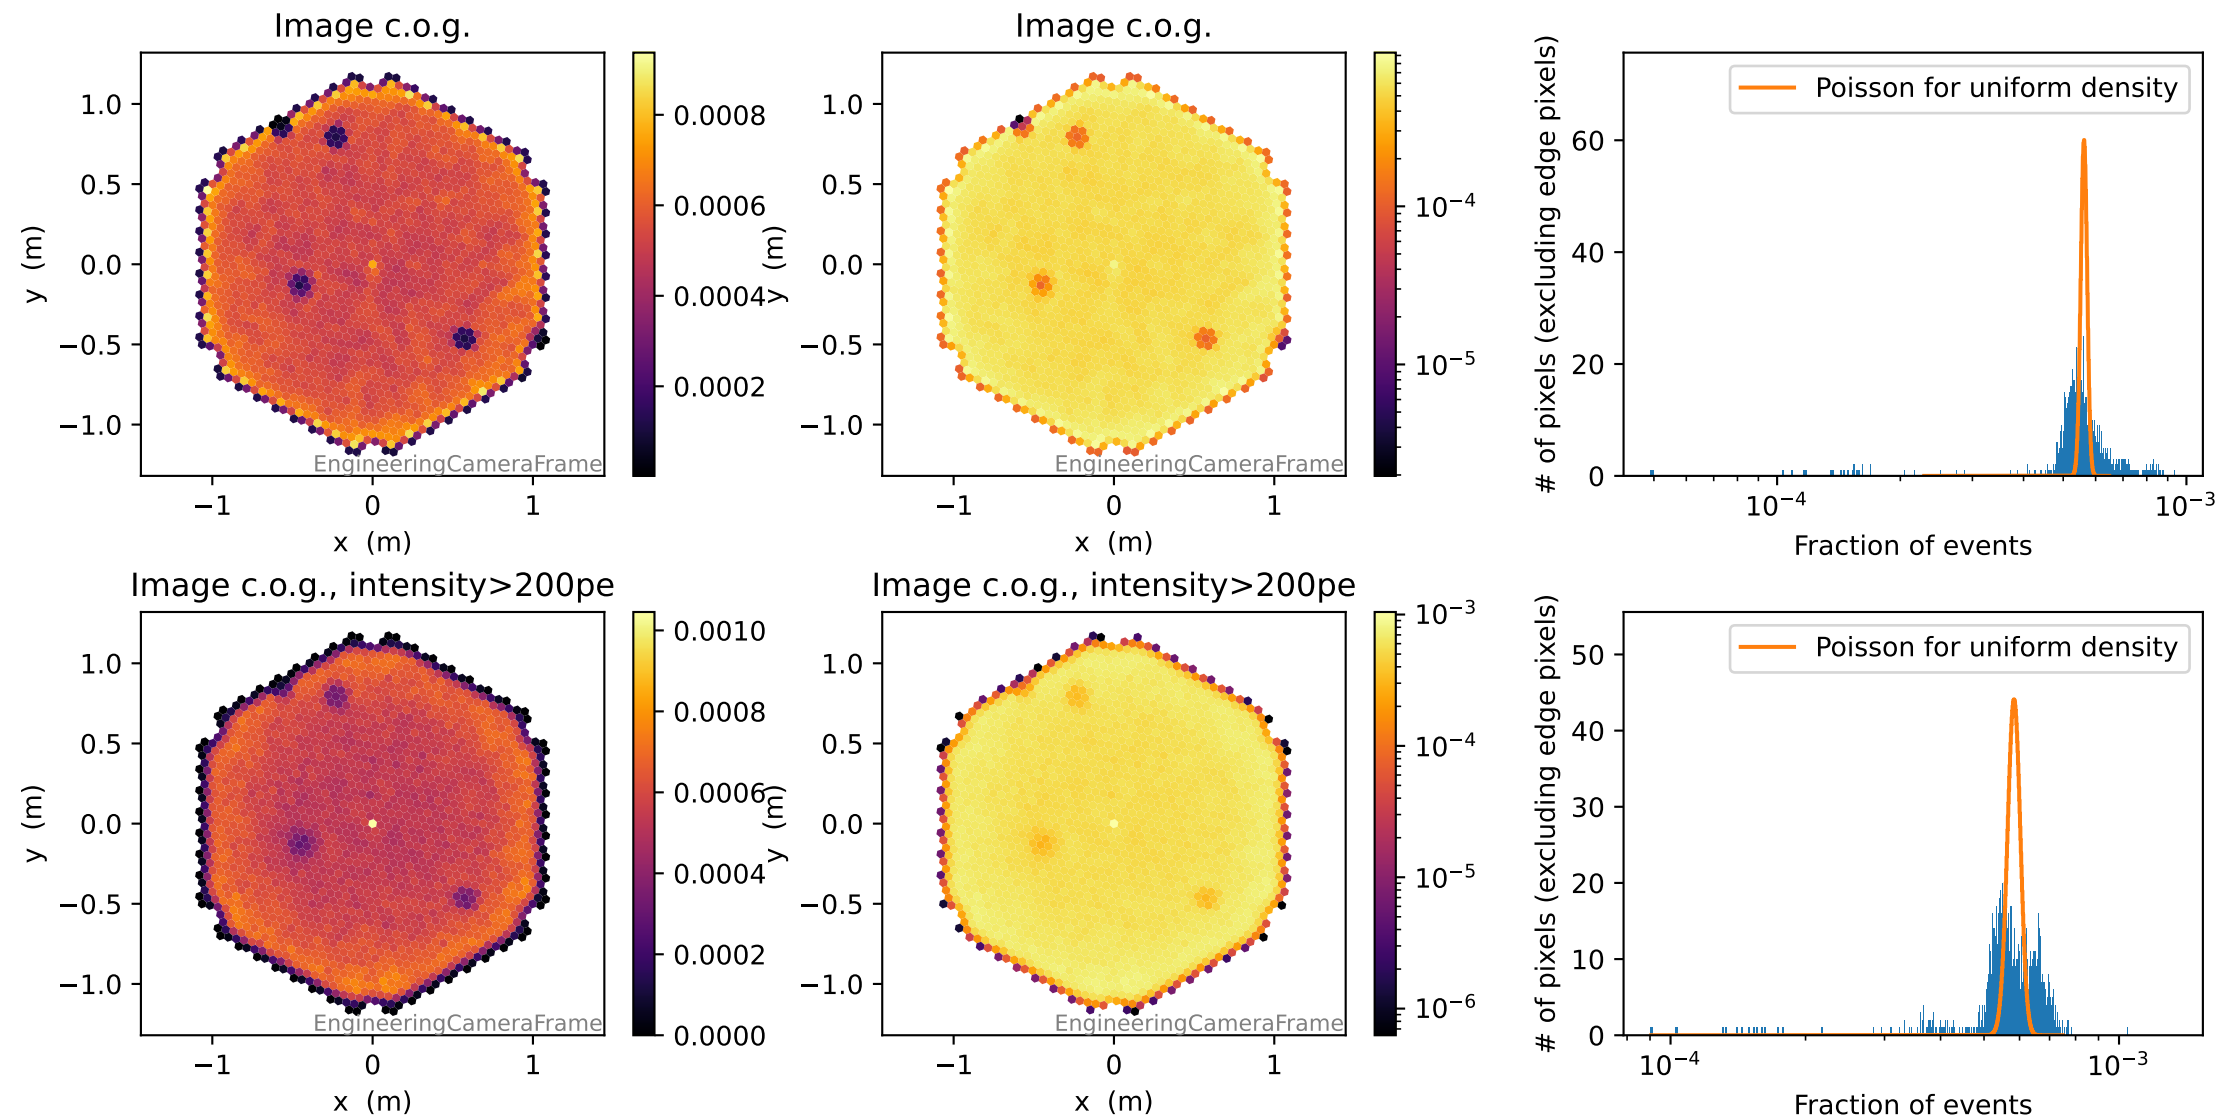 Image c.o.g.
y (m)
1.0
0.5
0.0
−0.5
−1.0
−1
0
1
x (m)
EngineeringCameraFrame
0.0008
0.0006
0.0004
0.0002
Image c.o.g.
y (m)
1.0
0.5
0.0
−0.5
−1.0
−1
0
1
x (m)
EngineeringCameraFrame
10−4
10−5
# of pixels (excluding edge pixels)
60
40
20
0
Poisson for uniform density
10−4
10−3
Fraction of events
Image c.o.g., intensity>200pe
y (m)
1.0
0.5
0.0
−0.5
−1.0
−1
0
1
x (m)
EngineeringCameraFrame
0.0010
0.0008
0.0006
0.0004
0.0002
0.0000
Image c.o.g., intensity>200pe
y (m)
1.0
0.5
0.0
−0.5
−1.0
−1
0
1
x (m)
EngineeringCameraFrame
10−3
10−4
10−5
10−6
# of pixels (excluding edge pixels)
50
40
30
20
10
0
Poisson for uniform density
10−4
10−3
Fraction of events